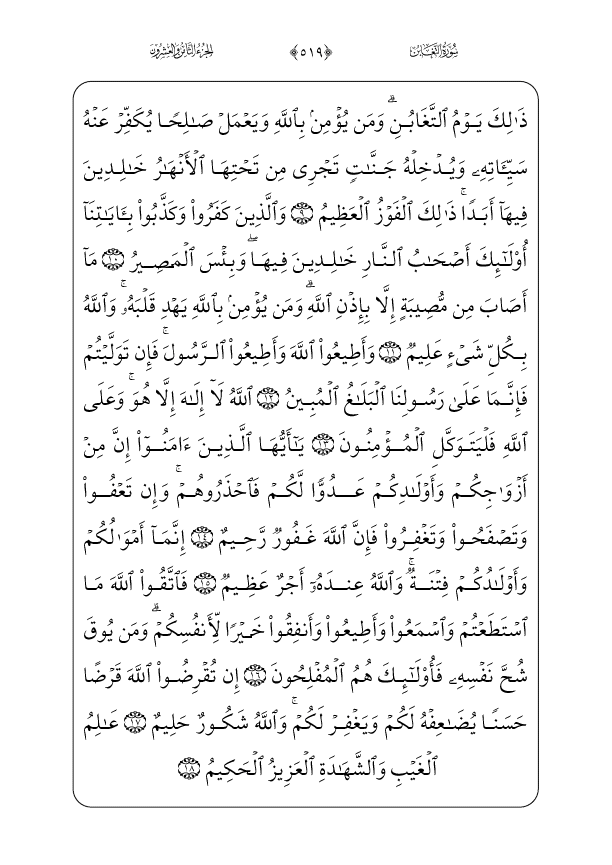 سُورَةُ التَّغَابُنِ ﴿٥١٩﴾ الجُزْءُ الثَّامِنُ وَالعِشْرُونَ
ذَٰلِكَ يَوۡمُ ٱلتَّغَابُنِۗ وَمَن يُؤۡمِنۢ بِٱللَّهِ وَيَعۡمَلۡ صَٰلِحٗا يُكَفِّرۡ عَنۡهُ
سَيِّـَٔاتِهِۦ وَيُدۡخِلۡهُ جَنَّٰتٖ تَجۡرِي مِن تَحۡتِهَا ٱلۡأَنۡهَٰرُ خَٰلِدِينَ
فِيهَآ أَبَدٗاۚ ذَٰلِكَ ٱلۡفَوۡزُ ٱلۡعَظِيمُ ٩ وَٱلَّذِينَ كَفَرُواْ وَكَذَّبُواْ بِـَٔايَٰتِنَآ
أُوْلَٰٓئِكَ أَصۡحَٰبُ ٱلنَّارِ خَٰلِدِينَ فِيهَاۖ وَبِئۡسَ ٱلۡمَصِيرُ ١٠ مَآ
أَصَابَ مِن مُّصِيبَةٍ إِلَّا بِإِذۡنِ ٱللَّهِۗ وَمَن يُؤۡمِنۢ بِٱللَّهِ يَهۡدِ قَلۡبَهُۥۚ وَٱللَّهُ
بِكُلِّ شَيۡءٍ عَلِيمٞ ١١ وَأَطِيعُواْ ٱللَّهَ وَأَطِيعُواْ ٱلرَّسُولَۚ فَإِن تَوَلَّيۡتُمۡ
فَإِنَّمَا عَلَىٰ رَسُولِنَا ٱلۡبَلَٰغُ ٱلۡمُبِينُ ١٢ ٱللَّهُ لَآ إِلَٰهَ إِلَّا هُوَۚ وَعَلَى
ٱللَّهِ فَلۡيَتَوَكَّلِ ٱلۡمُؤۡمِنُونَ ١٣ يَٰٓأَيُّهَا ٱلَّذِينَ ءَامَنُوٓاْ إِنَّ مِنۡ
أَزۡوَٰجِكُمۡ وَأَوۡلَٰدِكُمۡ عَدُوّٗا لَّكُمۡ فَٱحۡذَرُوهُمۡۚ وَإِن تَعۡفُواْ
وَتَصۡفَحُواْ وَتَغۡفِرُواْ فَإِنَّ ٱللَّهَ غَفُورٞ رَّحِيمٌ ١٤ إِنَّمَآ أَمۡوَٰلُكُمۡ
وَأَوۡلَٰدُكُمۡ فِتۡنَةٞۚ وَٱللَّهُ عِندَهُۥٓ أَجۡرٌ عَظِيمٞ ١٥ فَٱتَّقُواْ ٱللَّهَ مَا
ٱسۡتَطَعۡتُمۡ وَٱسۡمَعُواْ وَأَطِيعُواْ وَأَنفِقُواْ خَيۡرٗا لِّأَنفُسِكُمۡۗ وَمَن يُوقَ
شُحَّ نَفۡسِهِۦ فَأُوْلَٰٓئِكَ هُمُ ٱلۡمُفۡلِحُونَ ١٦ إِن تُقۡرِضُواْ ٱللَّهَ قَرۡضًا
حَسَنٗا يُضَٰعِفۡهُ لَكُمۡ وَيَغۡفِرۡ لَكُمۡۚ وَٱللَّهُ شَكُورٌ حَلِيمٌ ١٧ عَٰلِمُ
ٱلۡغَيۡبِ وَٱلشَّهَٰدَةِ ٱلۡعَزِيزُ ٱلۡحَكِيمُ ١٨